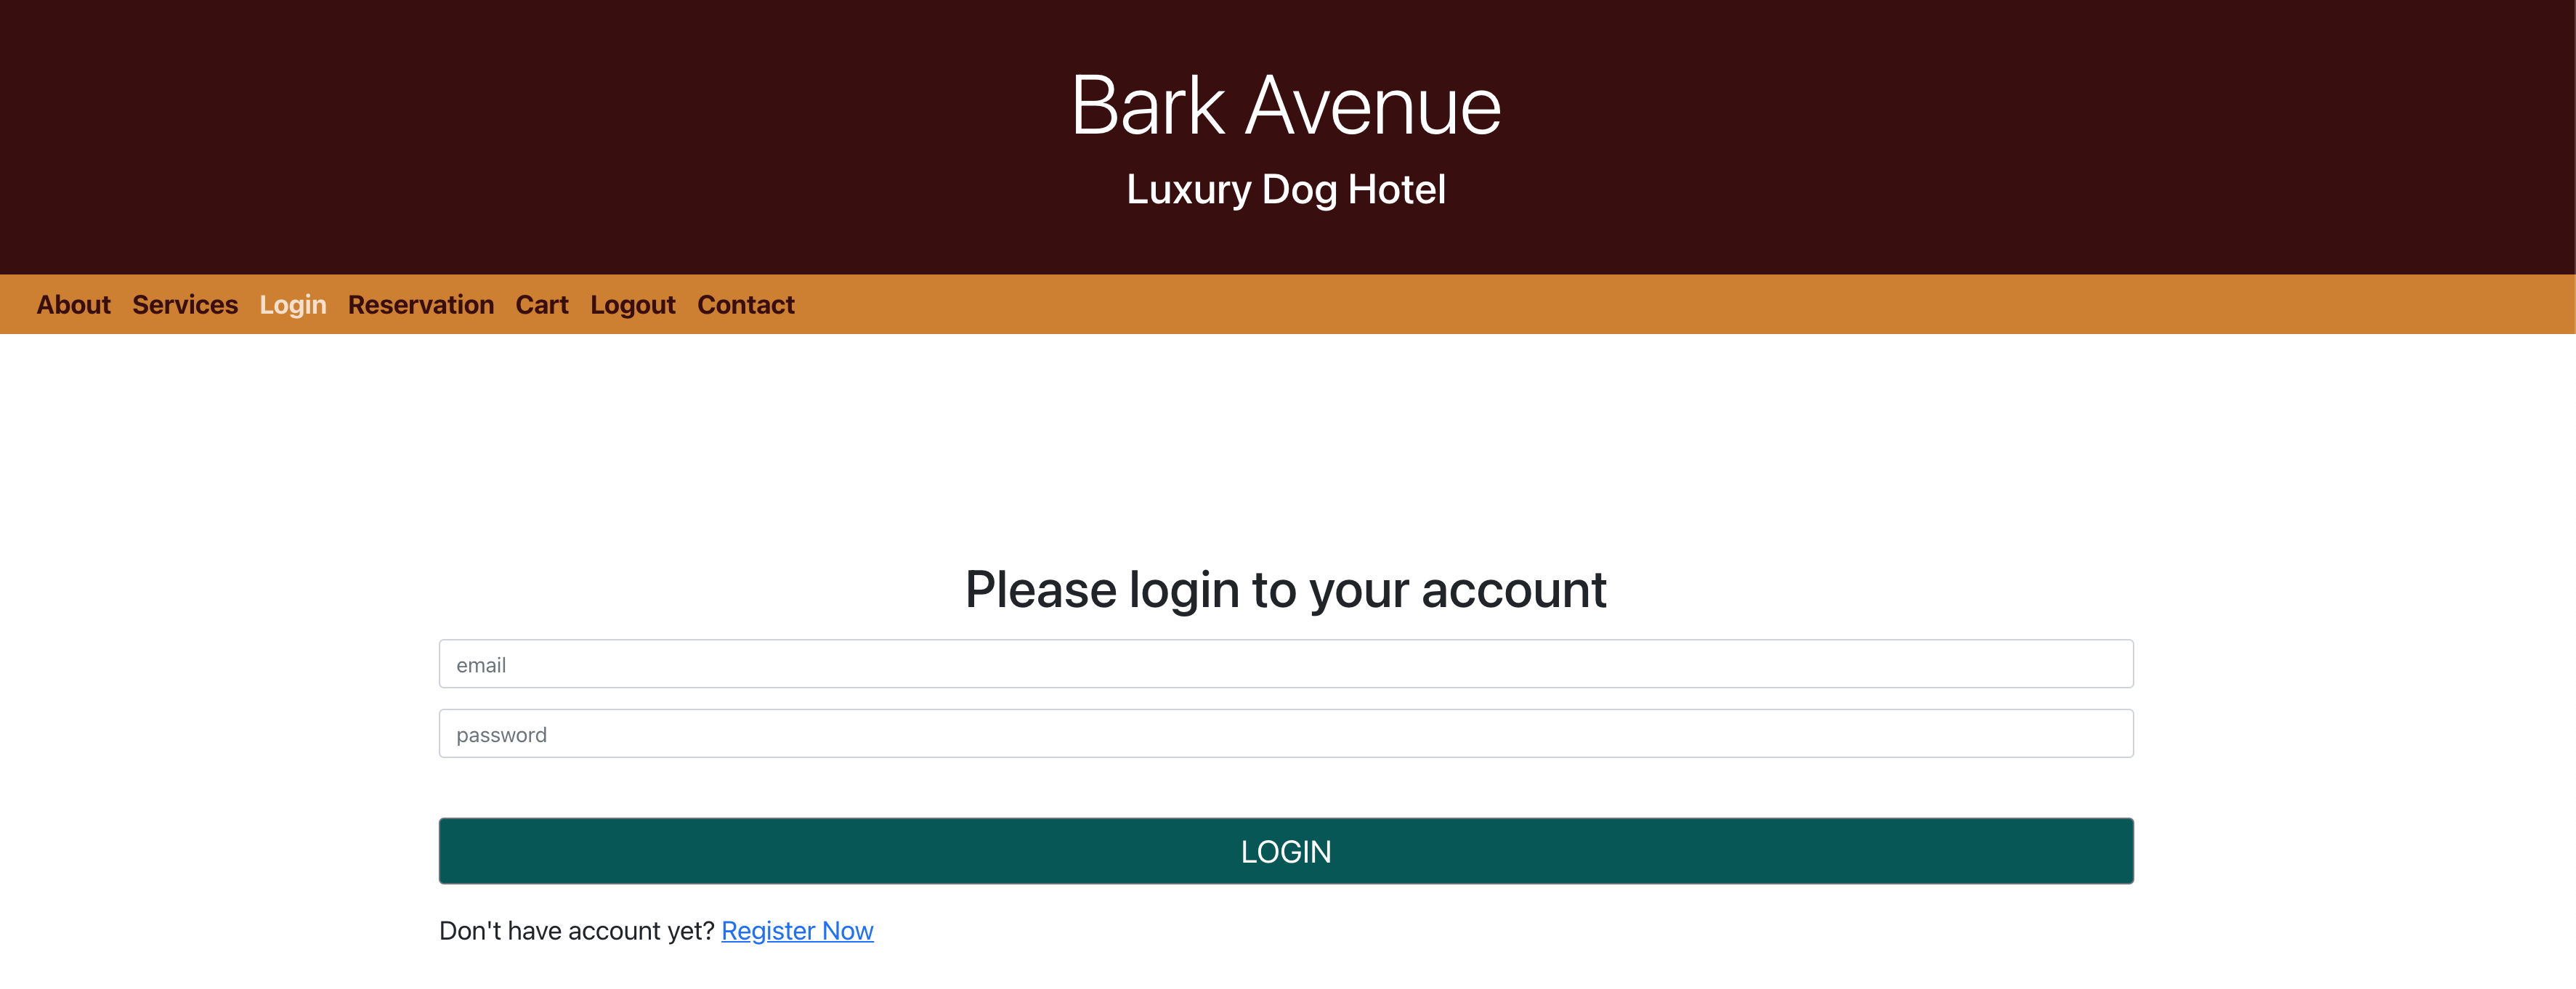 Bark Avenue
Luxury Dog Hotel
About Services Login Reservation Cart Logout Contact
Please login to your account
email
password
LOGIN
Don't have account yet? Register Now